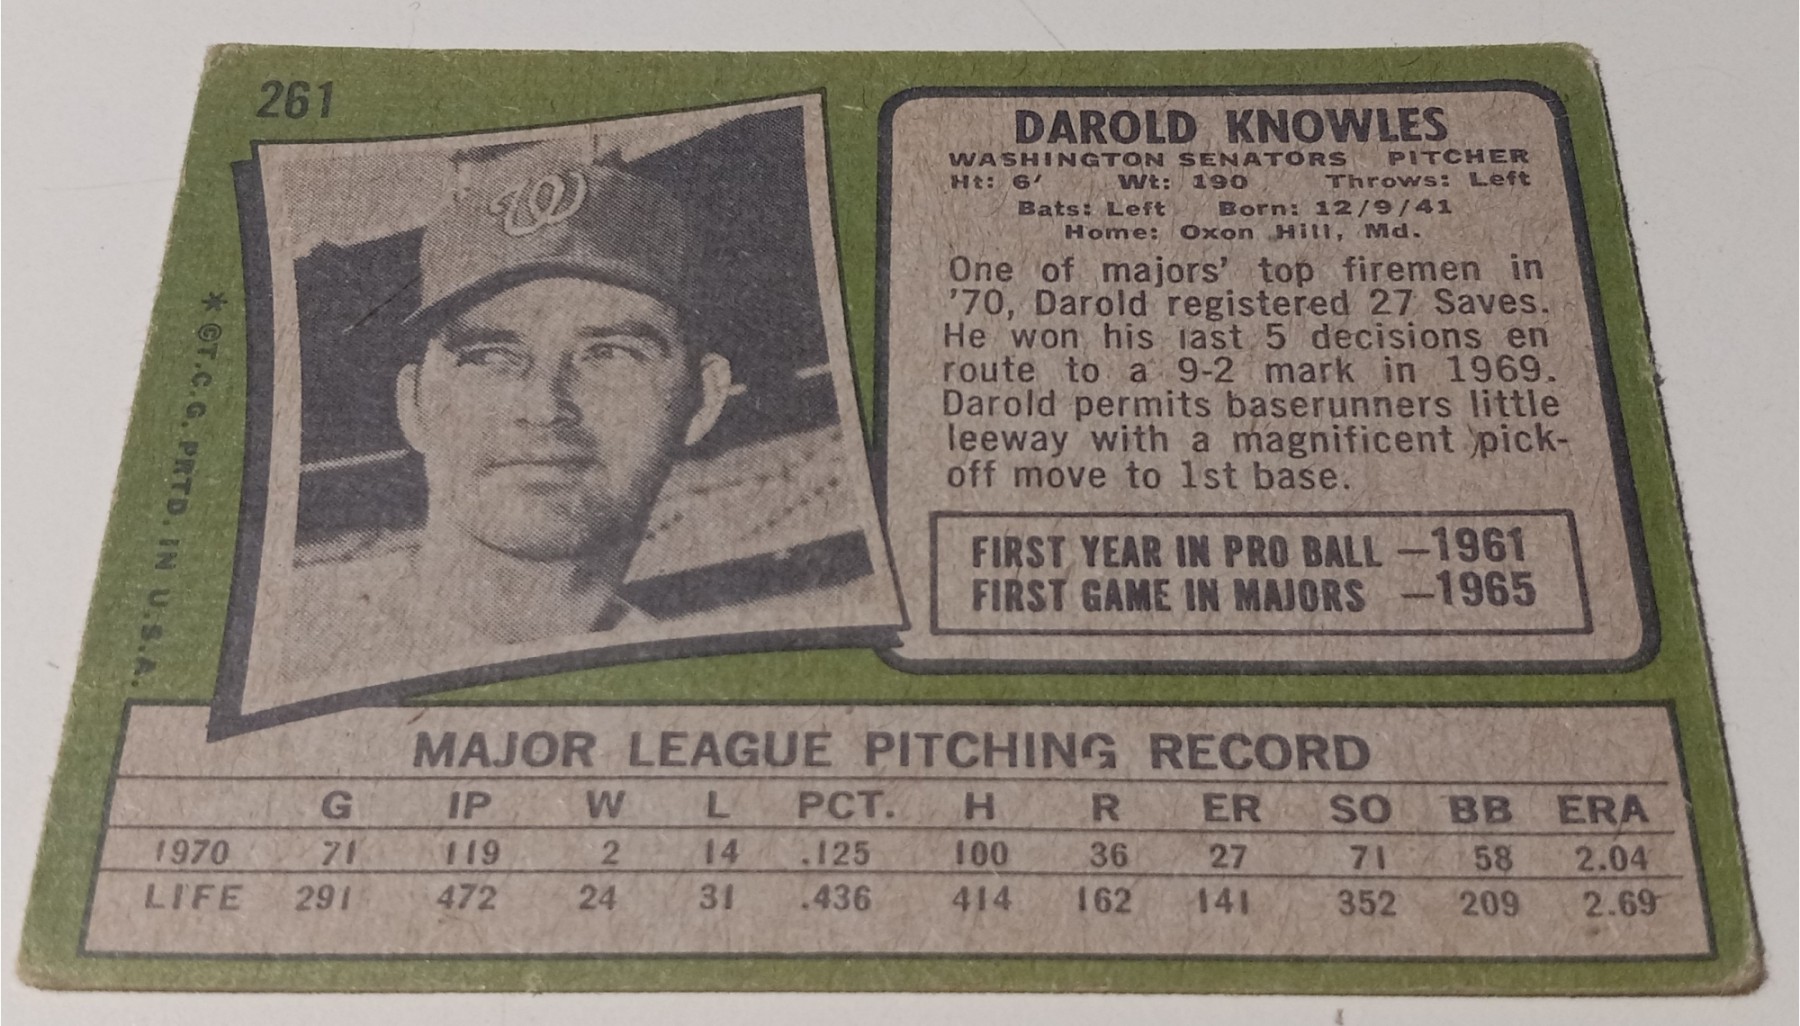 261
W
* ©T.C.G. PRTD. IN U.S.A.
DAROLD KNOWLES
WASHINGTON SENATORS PITCHER
Ht: 6' Wt: 190 Throws: Left
Bats: Left Born: 12/9/41
Home: Oxon Hill, Md.
One of majors' top firemen in
'70, Darold registered 27 Saves.
He won his last 5 decisions en
route to a 9-2 mark in 1969.
Darold permits baserunners little
leeway with a magnificent pick-
off move to 1st base.
FIRST YEAR IN PRO BALL —1961
FIRST GAME IN MAJORS —1965
MAJOR LEAGUE PITCHING RECORD
G IP W L PCT. H R ER SO BB ERA
1970 71 119 2 14 .125 100 36 27 71 58 2.04
LIFE 291 472 24 31 .436 414 162 141 352 209 2.69